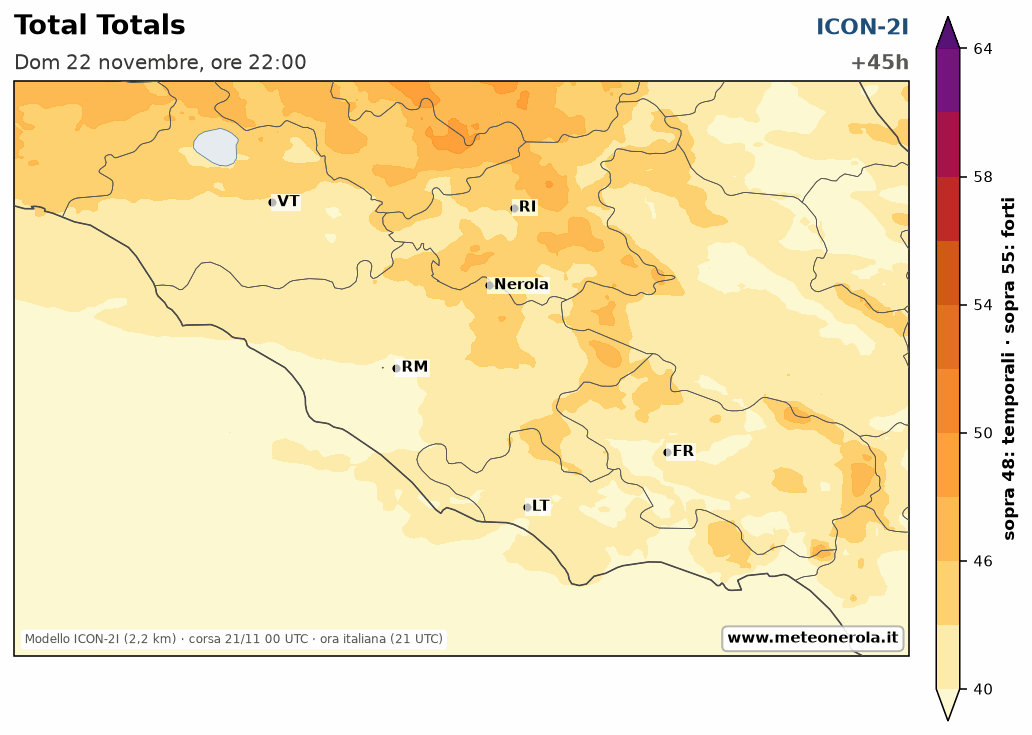 Total Totals
ICON-2I
Dom 22 novembre, ore 22:00
+45h
VT
RI
Nerola
RM
FR
LT
Modello ICON-2I (2,2 km) · corsa 21/11 00 UTC · ora italiana (21 UTC)
www.meteonerola.it
64
58
54
50
46
40
sopra 48: temporali · sopra 55: forti